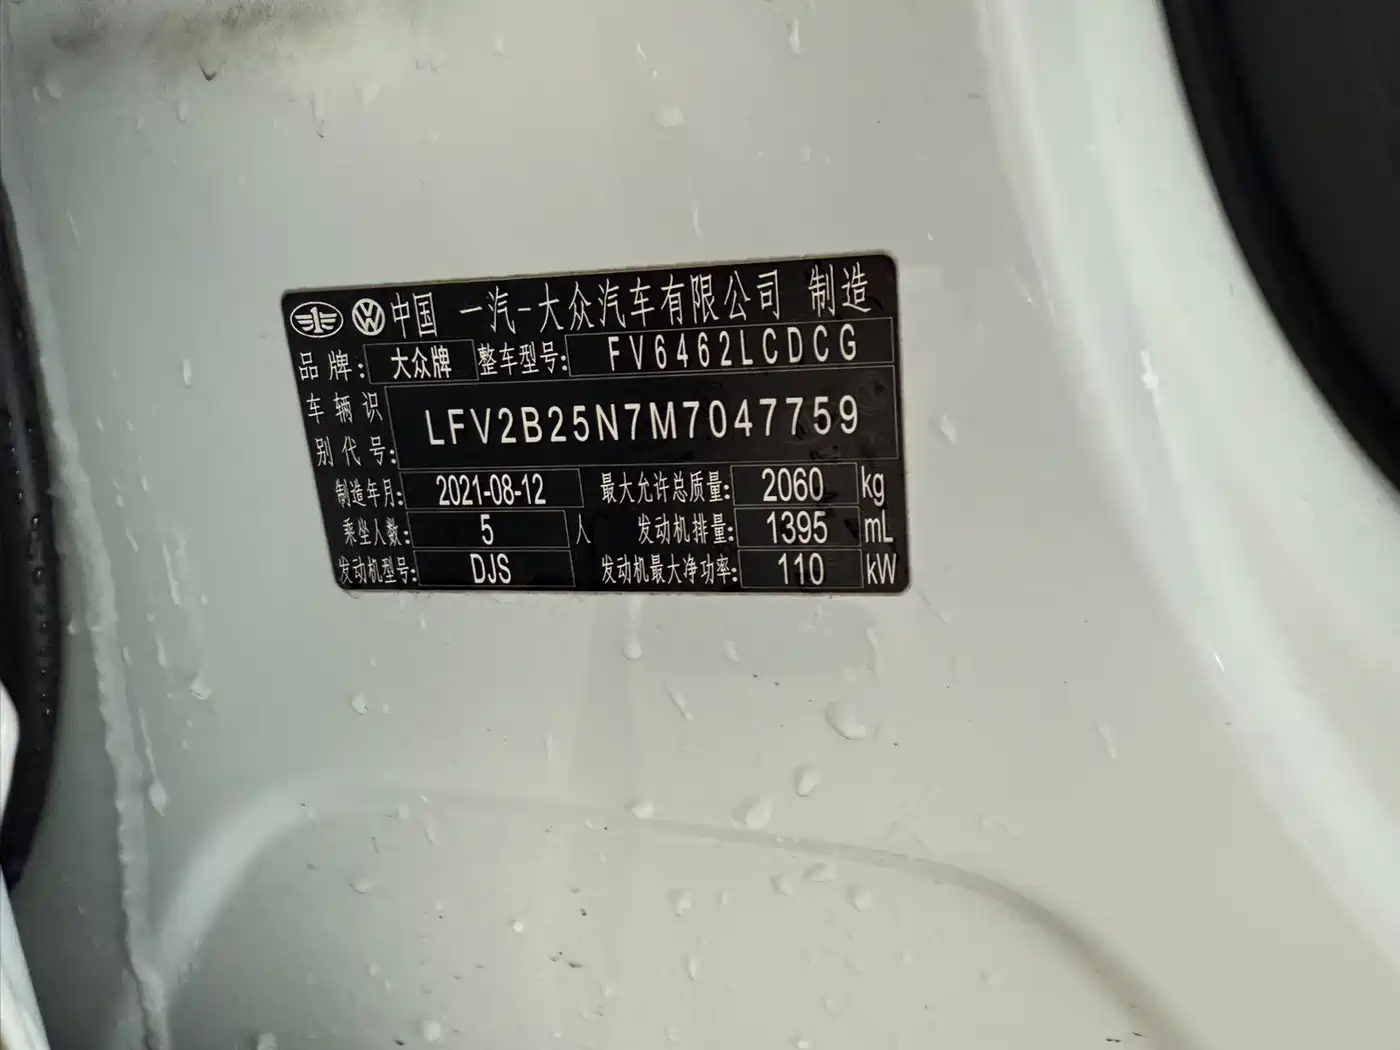 中国 一汽-大众汽车有限公司 制造
品牌: 大众牌 整车型号: FV6462LCDCG
车辆识别代号: LFV2B25N7M7047759
制造年月: 2021-08-12 最大允许总质量: 2060 kg
乘坐人数: 5 人 发动机排量: 1395 mL
发动机型号: DJS 发动机最大净功率: 110 kW